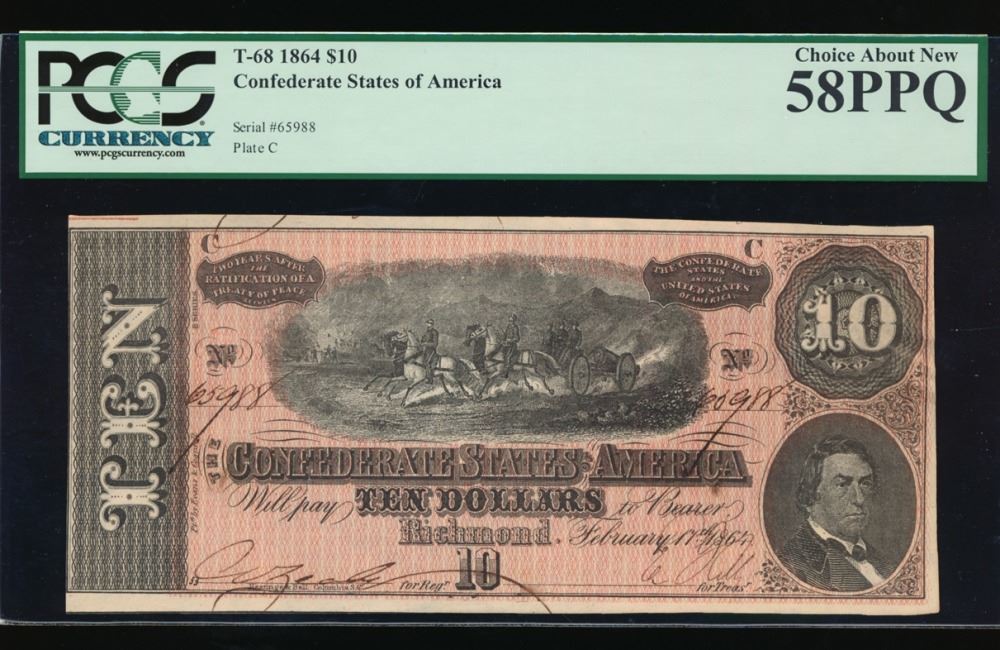 PCGS
CURRENCY
www.pcgscurrency.com
T-68 1864 $10
Confederate States of America
Serial #65988
Plate C
Choice About New
58PPQ
C
C
TWO YEARS AFTER
THE
RATIFICATION OF A
TREATY OF PEACE
BETWEEN
THE CONFEDERATE
STATES
AND THE
UNITED STATES
OF AMERICA
10
TEN
No
65988
No
65988
THE
CONFEDERATE STATES OF AMERICA
Will pay TEN DOLLARS to Bearer
Richmond. February 17th 1864
10
for Regr.
for Treasr.